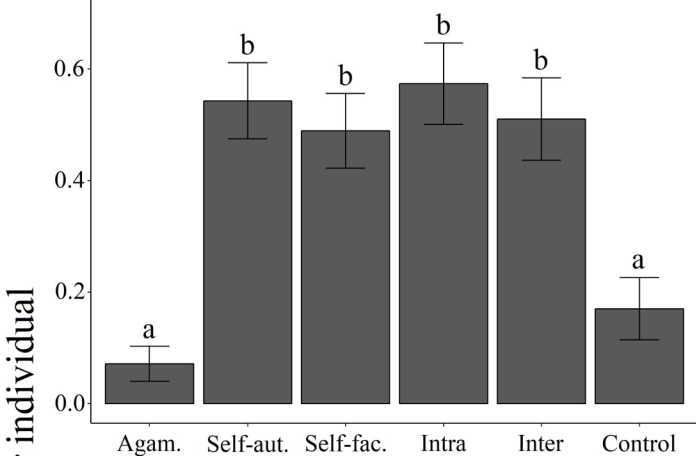 b
b
b
b
a
a
0.6
0.4
0.2
0.0
individual
Agam. Self-aut. Self-fac. Intra Inter Control